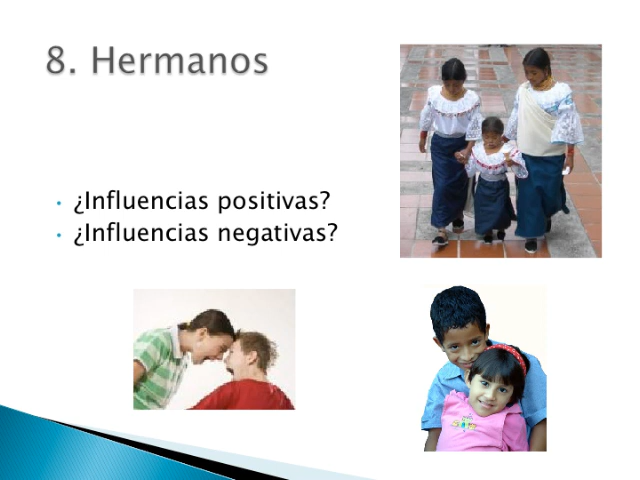 8. Hermanos
• ¿Influencias positivas?
• ¿Influencias negativas?